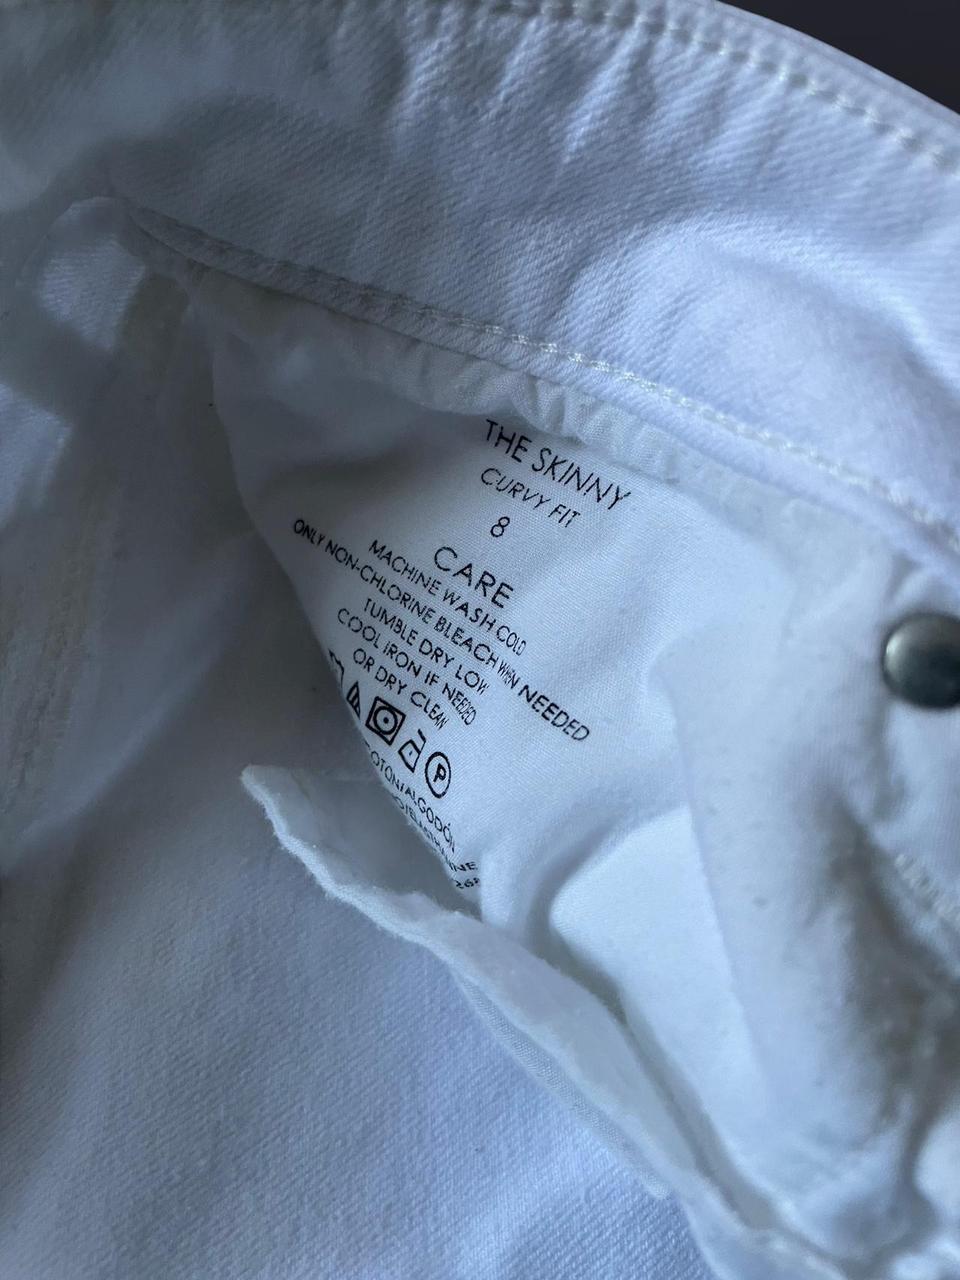 THE SKINNY
CURVY FIT
8
CARE
MACHINE WASH COLD
ONLY NON-CHLORINE BLEACH WHEN NEEDED
TUMBLE DRY LOW
COOL IRON IF NEEDED
OR DRY CLEAN
P
ALGODÓN